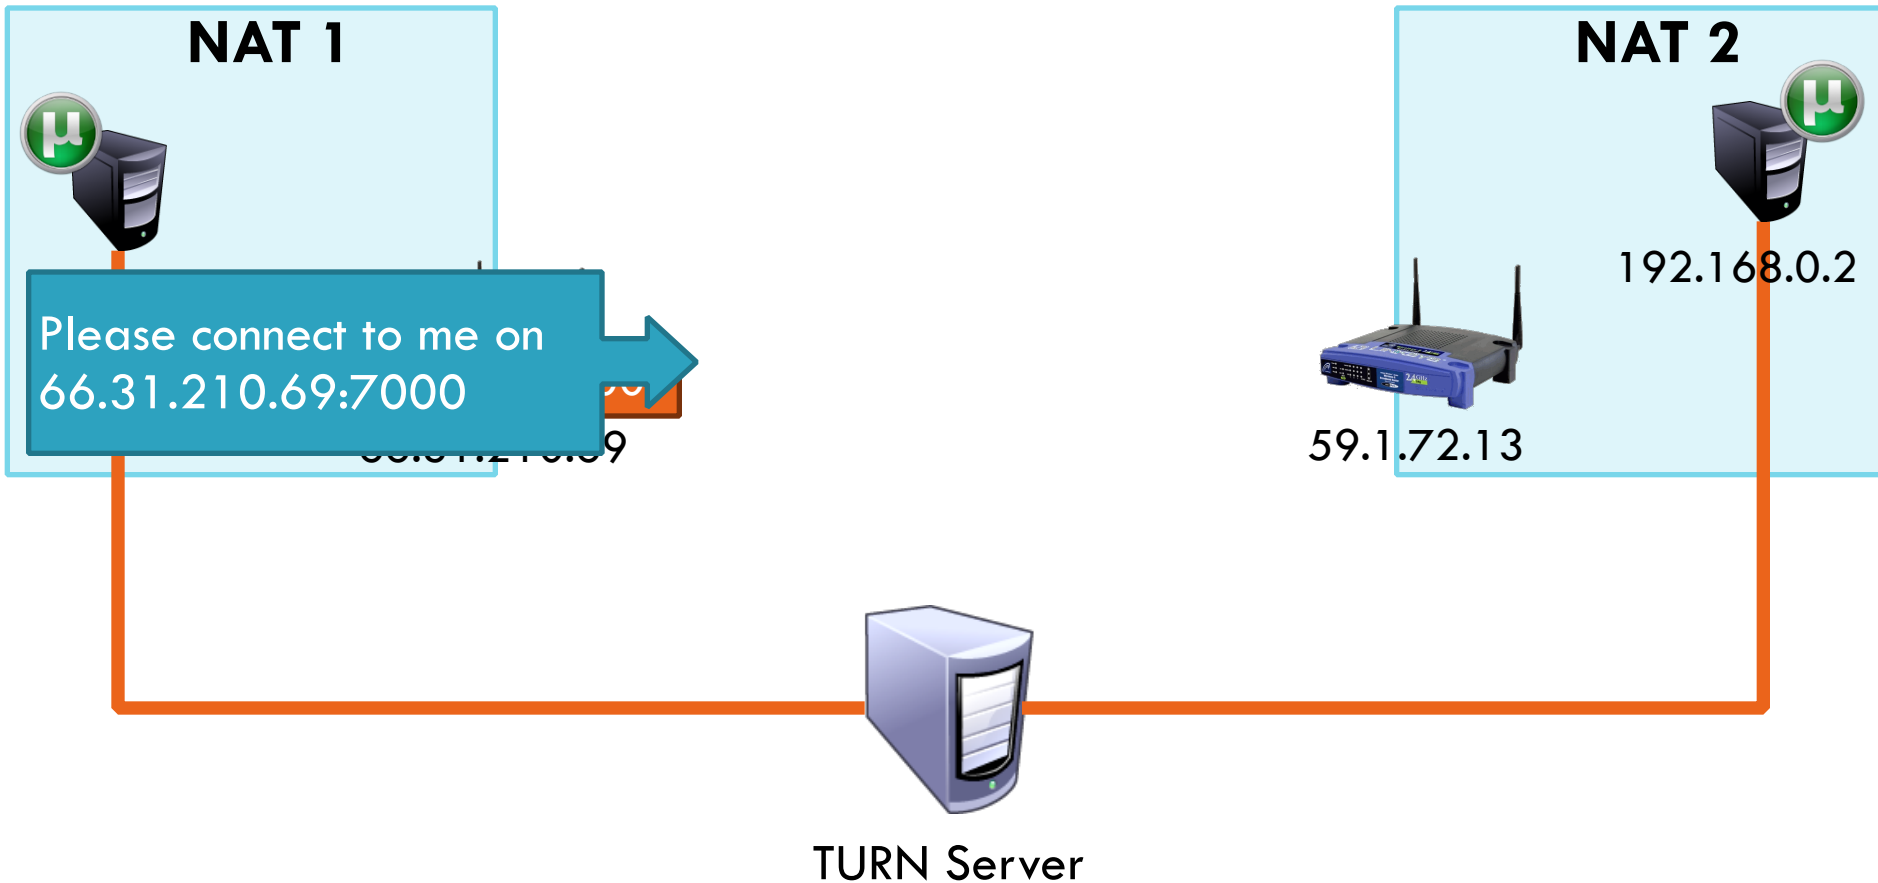 NAT 1
NAT 2
µ
µ
192.168.0.2
Please connect to me on
66.31.210.69:7000
59.1.72.13
TURN Server